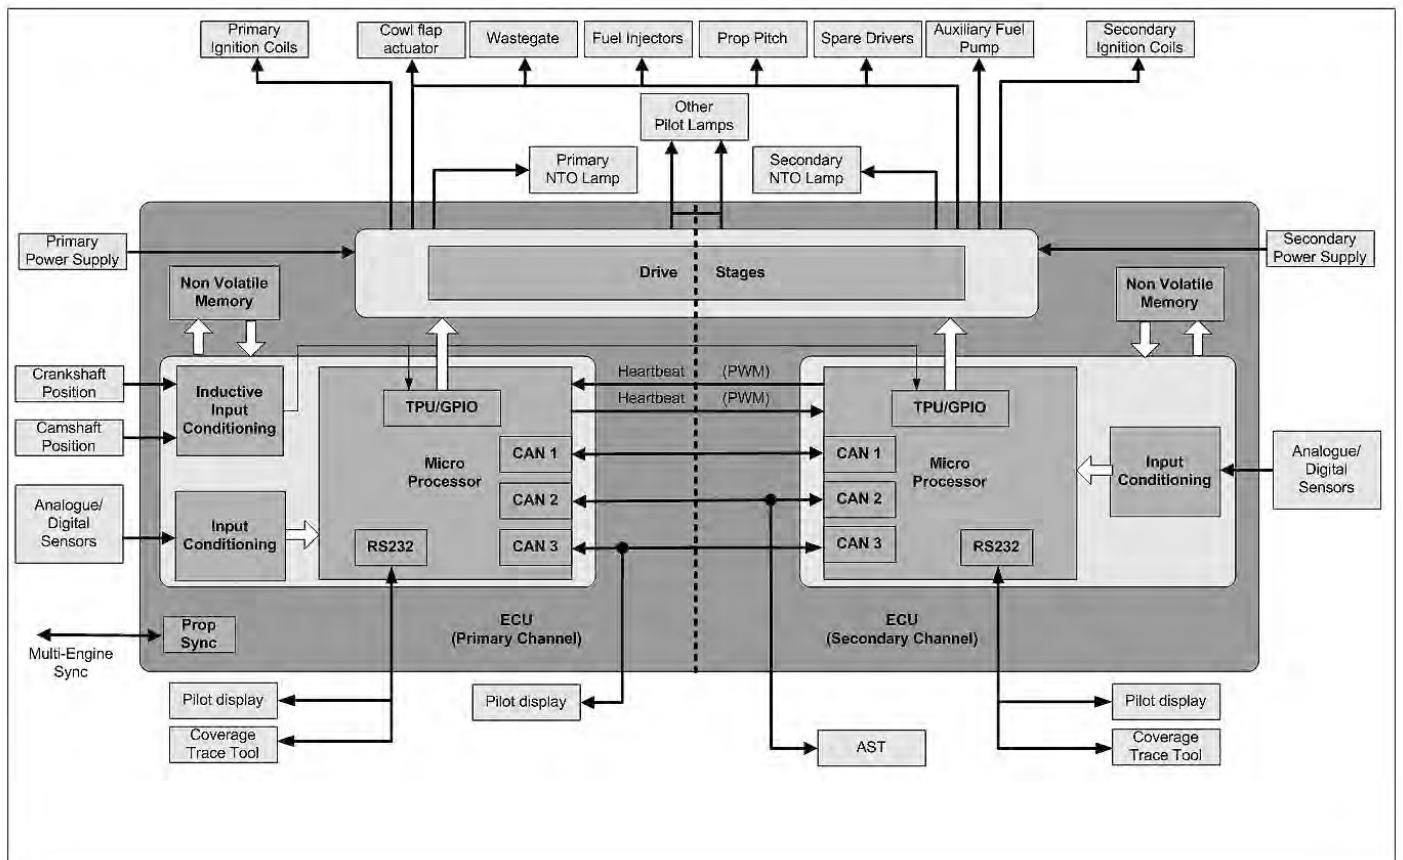 Primary
Ignition Coils
Cowl flap
actuator
Wastegate
Fuel Injectors
Prop Pitch
Spare Drivers
Auxiliary Fuel
Pump
Secondary
Ignition Coils
Other
Pilot Lamps
Primary
NTO Lamp
Secondary
NTO Lamp
Primary
Power Supply
Secondary
Power Supply
Drive
Stages
Non Volatile
Memory
Non Volatile
Memory
Crankshaft
Position
Camshaft
Position
Inductive
Input
Conditioning
TPU/GPIO
Heartbeat (PWM)
Heartbeat (PWM)
TPU/GPIO
Micro
Processor
CAN 1
CAN 2
CAN 3
CAN 1
CAN 2
CAN 3
Micro
Processor
Input
Conditioning
Analogue/
Digital
Sensors
Analogue/
Digital
Sensors
Input
Conditioning
RS232
RS232
Prop
Sync
Multi-Engine
Sync
ECU
(Primary Channel)
ECU
(Secondary Channel)
Pilot display
Coverage
Trace Tool
Pilot display
AST
Pilot display
Coverage
Trace Tool